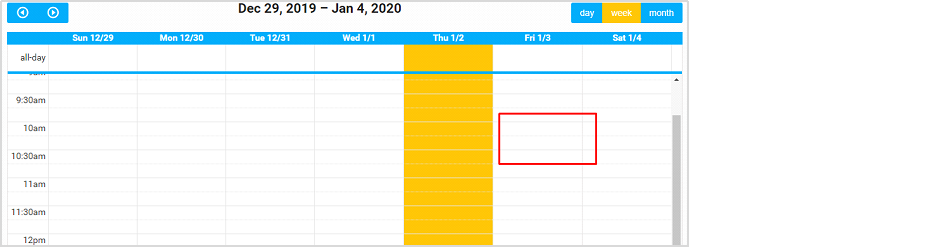 Dec 29, 2019 – Jan 4, 2020
day week month
Sun 12/29 Mon 12/30 Tue 12/31 Wed 1/1 Thu 1/2 Fri 1/3 Sat 1/4
all-day
9:30am
10am
10:30am
11am
11:30am
12pm